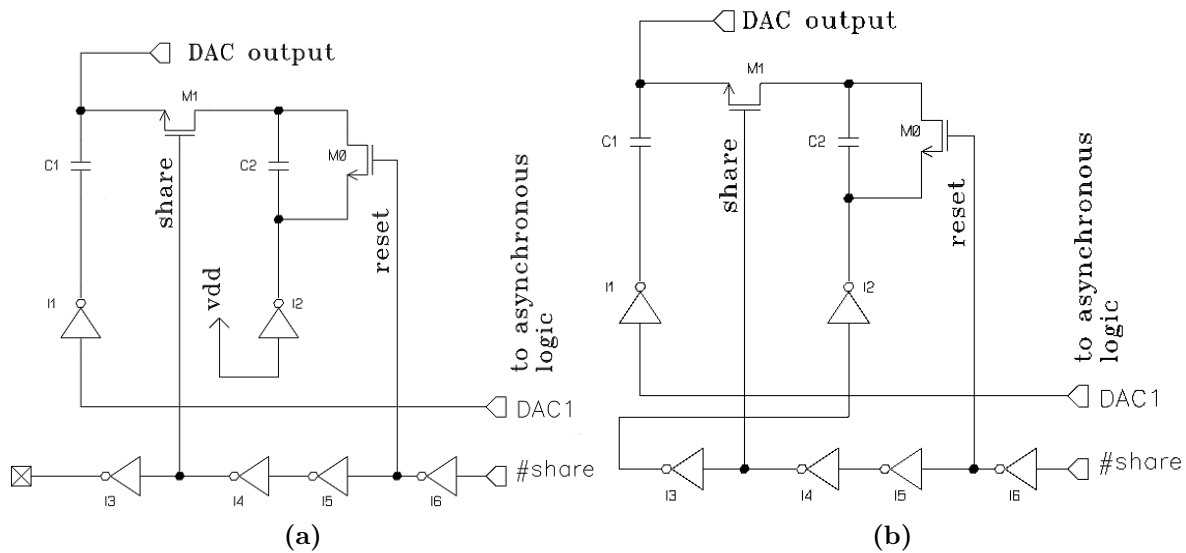 DAC output
M1
C1
C2
M0
share
reset
vdd
I1
I2
to asynchronous
logic
DAC1
#share
I3
I4
I5
I6
(a)
DAC output
M1
C1
C2
M0
share
reset
I1
I2
to asynchronous
logic
DAC1
#share
I3
I4
I5
I6
(b)